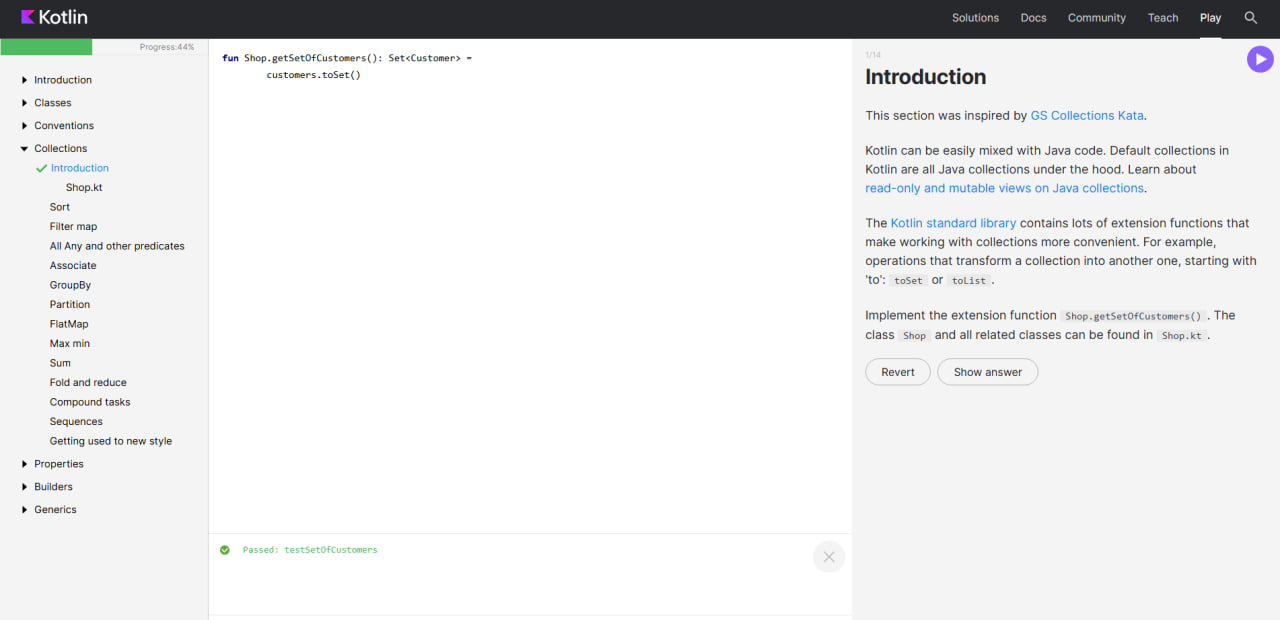 Kotlin
Solutions Docs Community Teach Play
Progress:44%
Introduction
Classes
Conventions
Collections
Introduction
Shop.kt
Sort
Filter map
All Any and other predicates
Associate
GroupBy
Partition
FlatMap
Max min
Sum
Fold and reduce
Compound tasks
Sequences
Getting used to new style
Properties
Builders
Generics
fun Shop.getSetOfCustomers(): Set<Customer> =
customers.toSet()
Passed: testSetOfCustomers
1/14
Introduction
This section was inspired by GS Collections Kata.
Kotlin can be easily mixed with Java code. Default collections in
Kotlin are all Java collections under the hood. Learn about
read-only and mutable views on Java collections.
The Kotlin standard library contains lots of extension functions that
make working with collections more convenient. For example,
operations that transform a collection into another one, starting with
'to': toSet or toList.
Implement the extension function Shop.getSetOfCustomers(). The
class Shop and all related classes can be found in Shop.kt.
Revert Show answer